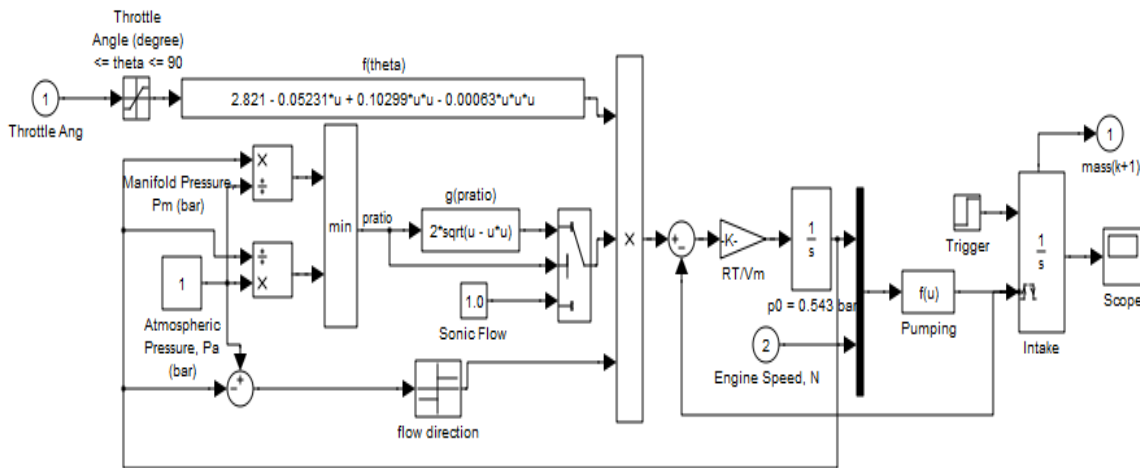 Throttle
Angle (degree)
<= theta <= 90
f(theta)
1
2.821 - 0.05231*u + 0.10299*u*u - 0.00063*u*u*u
Throttle Ang
×
÷
Manifold Pressure,
Pm (bar)
÷
×
min
pratio
g(pratio)
2*sqrt(u - u*u)
1
Atmospheric
Pressure, Pa
(bar)
1.0
Sonic Flow
- +
flow direction
X
+ -
-K-
RT/Vm
1
s
p0 = 0.543 bar
2
Engine Speed, N
f(u)
Pumping
Trigger
1
s
Intake
1
mass(k+1)
Scope